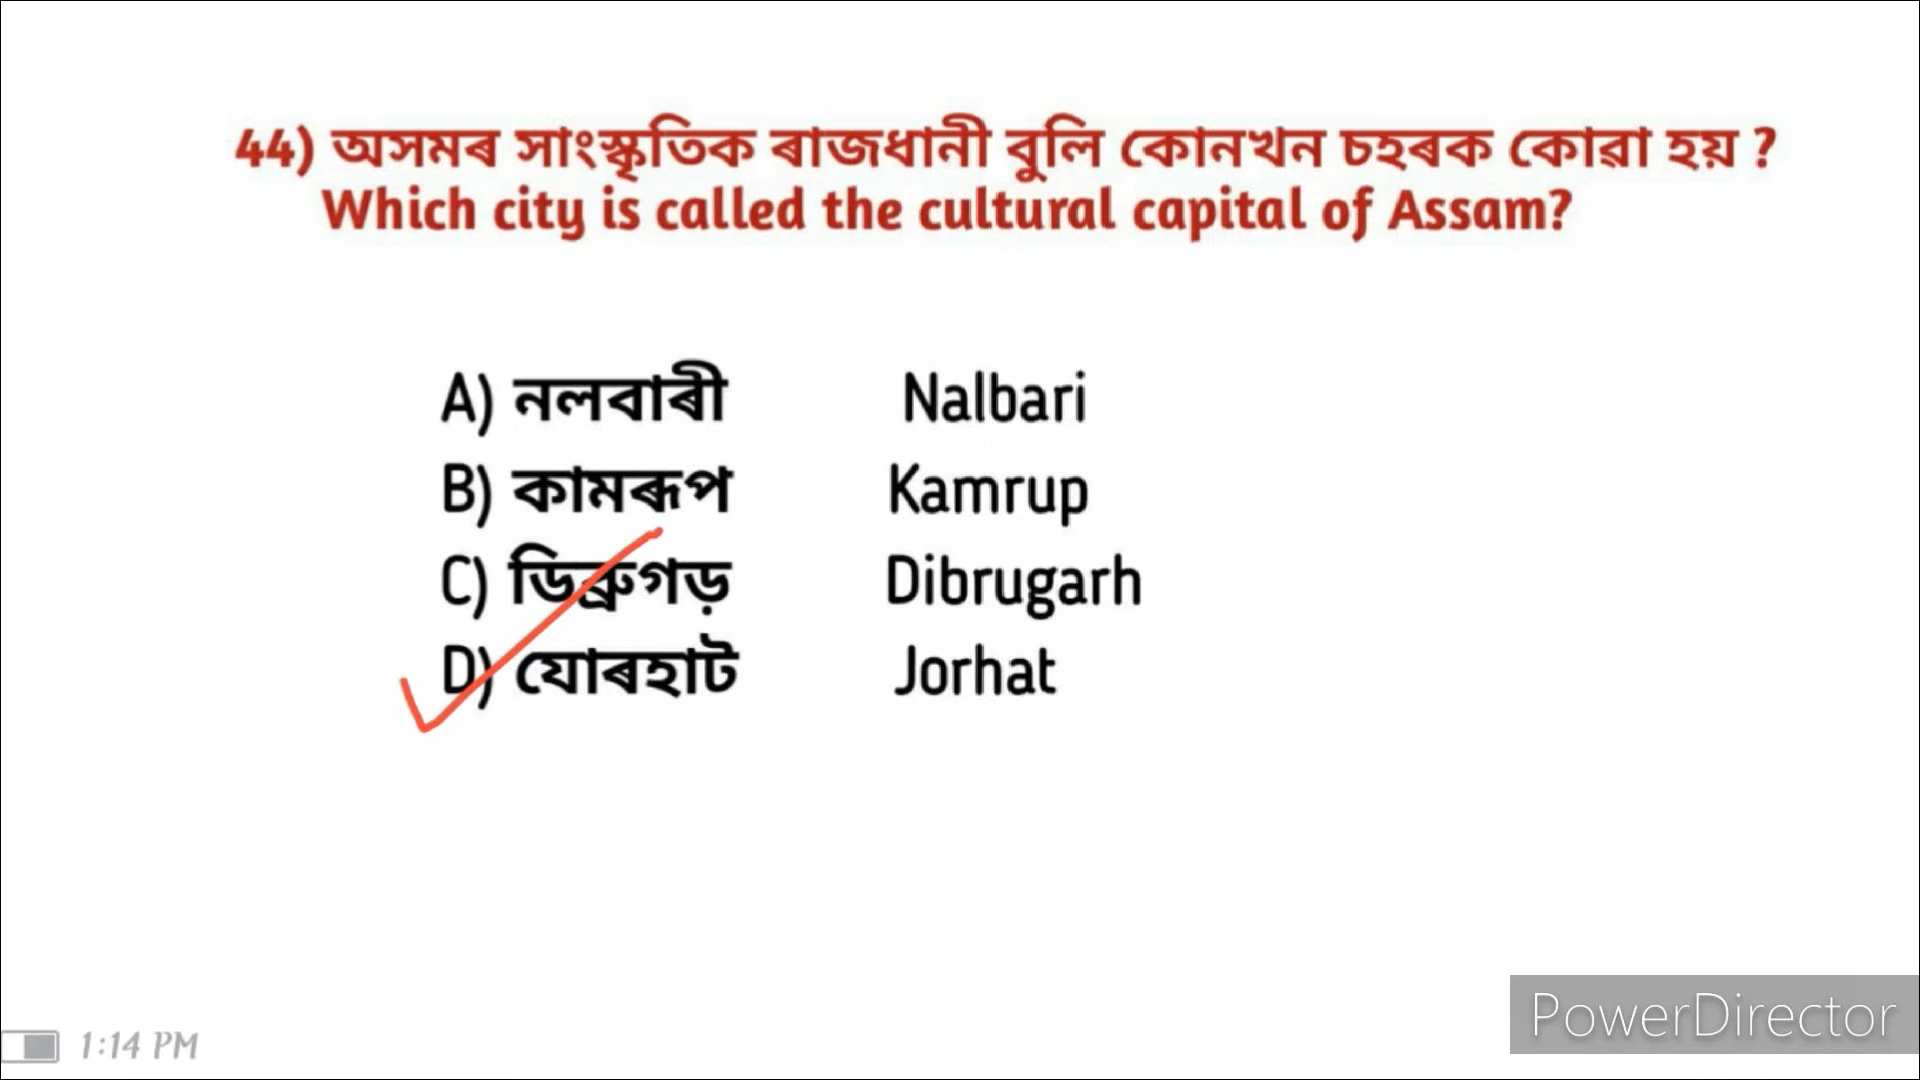 44) অসমৰ সাংস্কৃতিক ৰাজধানী বুলি কোনখন চহৰক কোৱা হয় ?
Which city is called the cultural capital of Assam?
A) নলবাৰী Nalbari
B) কামৰূপ Kamrup
C) ডিব্ৰুগড় Dibrugarh
D) যোৰহাট Jorhat
1:14 PM
PowerDirector